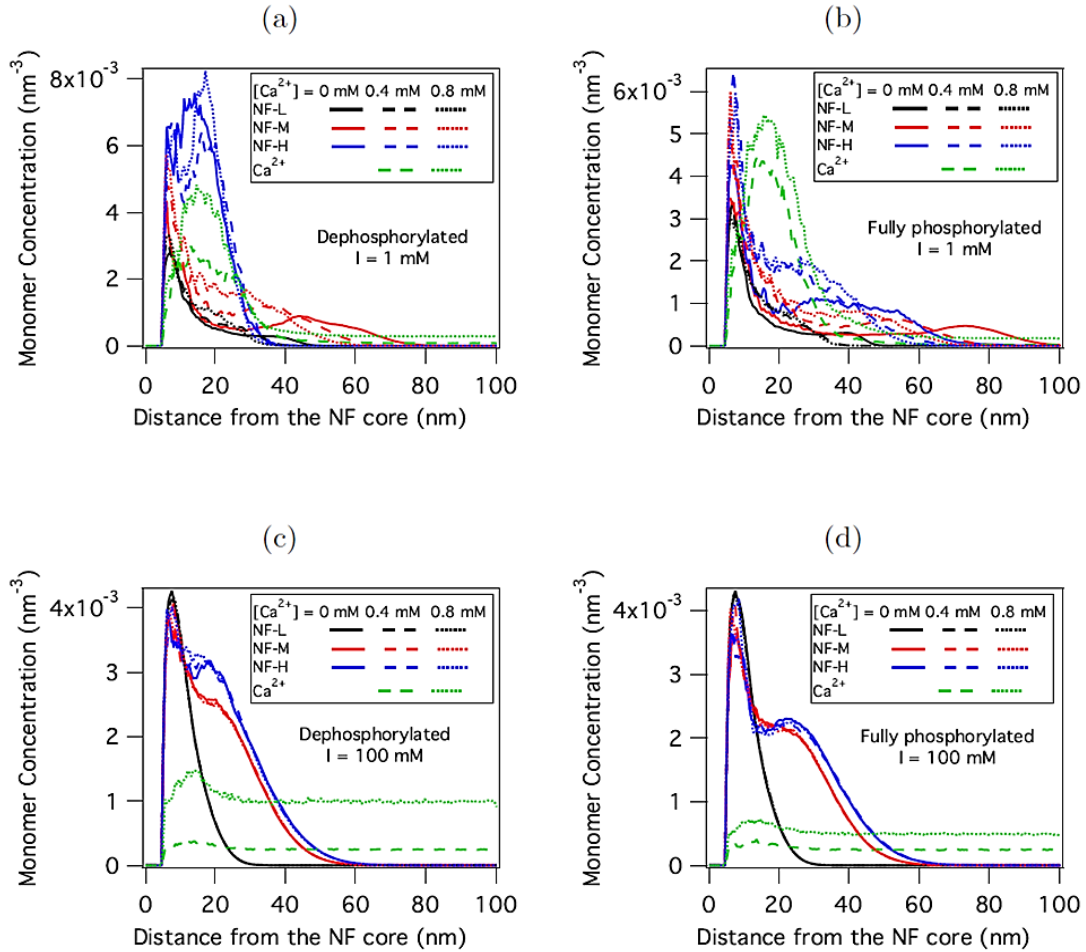 (a)
Monomer Concentration (nm⁻³)
8x10⁻³
6
4
2
0
[Ca²⁺] = 0 mM 0.4 mM 0.8 mM
NF-L
NF-M
NF-H
Ca²⁺
Dephosphorylated
I = 1 mM
0 20 40 60 80 100
Distance from the NF core (nm)
(b)
Monomer Concentration (nm⁻³)
6x10⁻³
5
4
3
2
1
0
[Ca²⁺] = 0 mM 0.4 mM 0.8 mM
NF-L
NF-M
NF-H
Ca²⁺
Fully phosphorylated
I = 1 mM
0 20 40 60 80 100
Distance from the NF core (nm)
(c)
Monomer Concentration (nm⁻³)
4x10⁻³
3
2
1
0
[Ca²⁺] = 0 mM 0.4 mM 0.8 mM
NF-L
NF-M
NF-H
Ca²⁺
Dephosphorylated
I = 100 mM
0 20 40 60 80 100
Distance from the NF core (nm)
(d)
Monomer Concentration (nm⁻³)
4x10⁻³
3
2
1
0
[Ca²⁺] = 0 mM 0.4 mM 0.8 mM
NF-L
NF-M
NF-H
Ca²⁺
Fully phosphorylated
I = 100 mM
0 20 40 60 80 100
Distance from the NF core (nm)